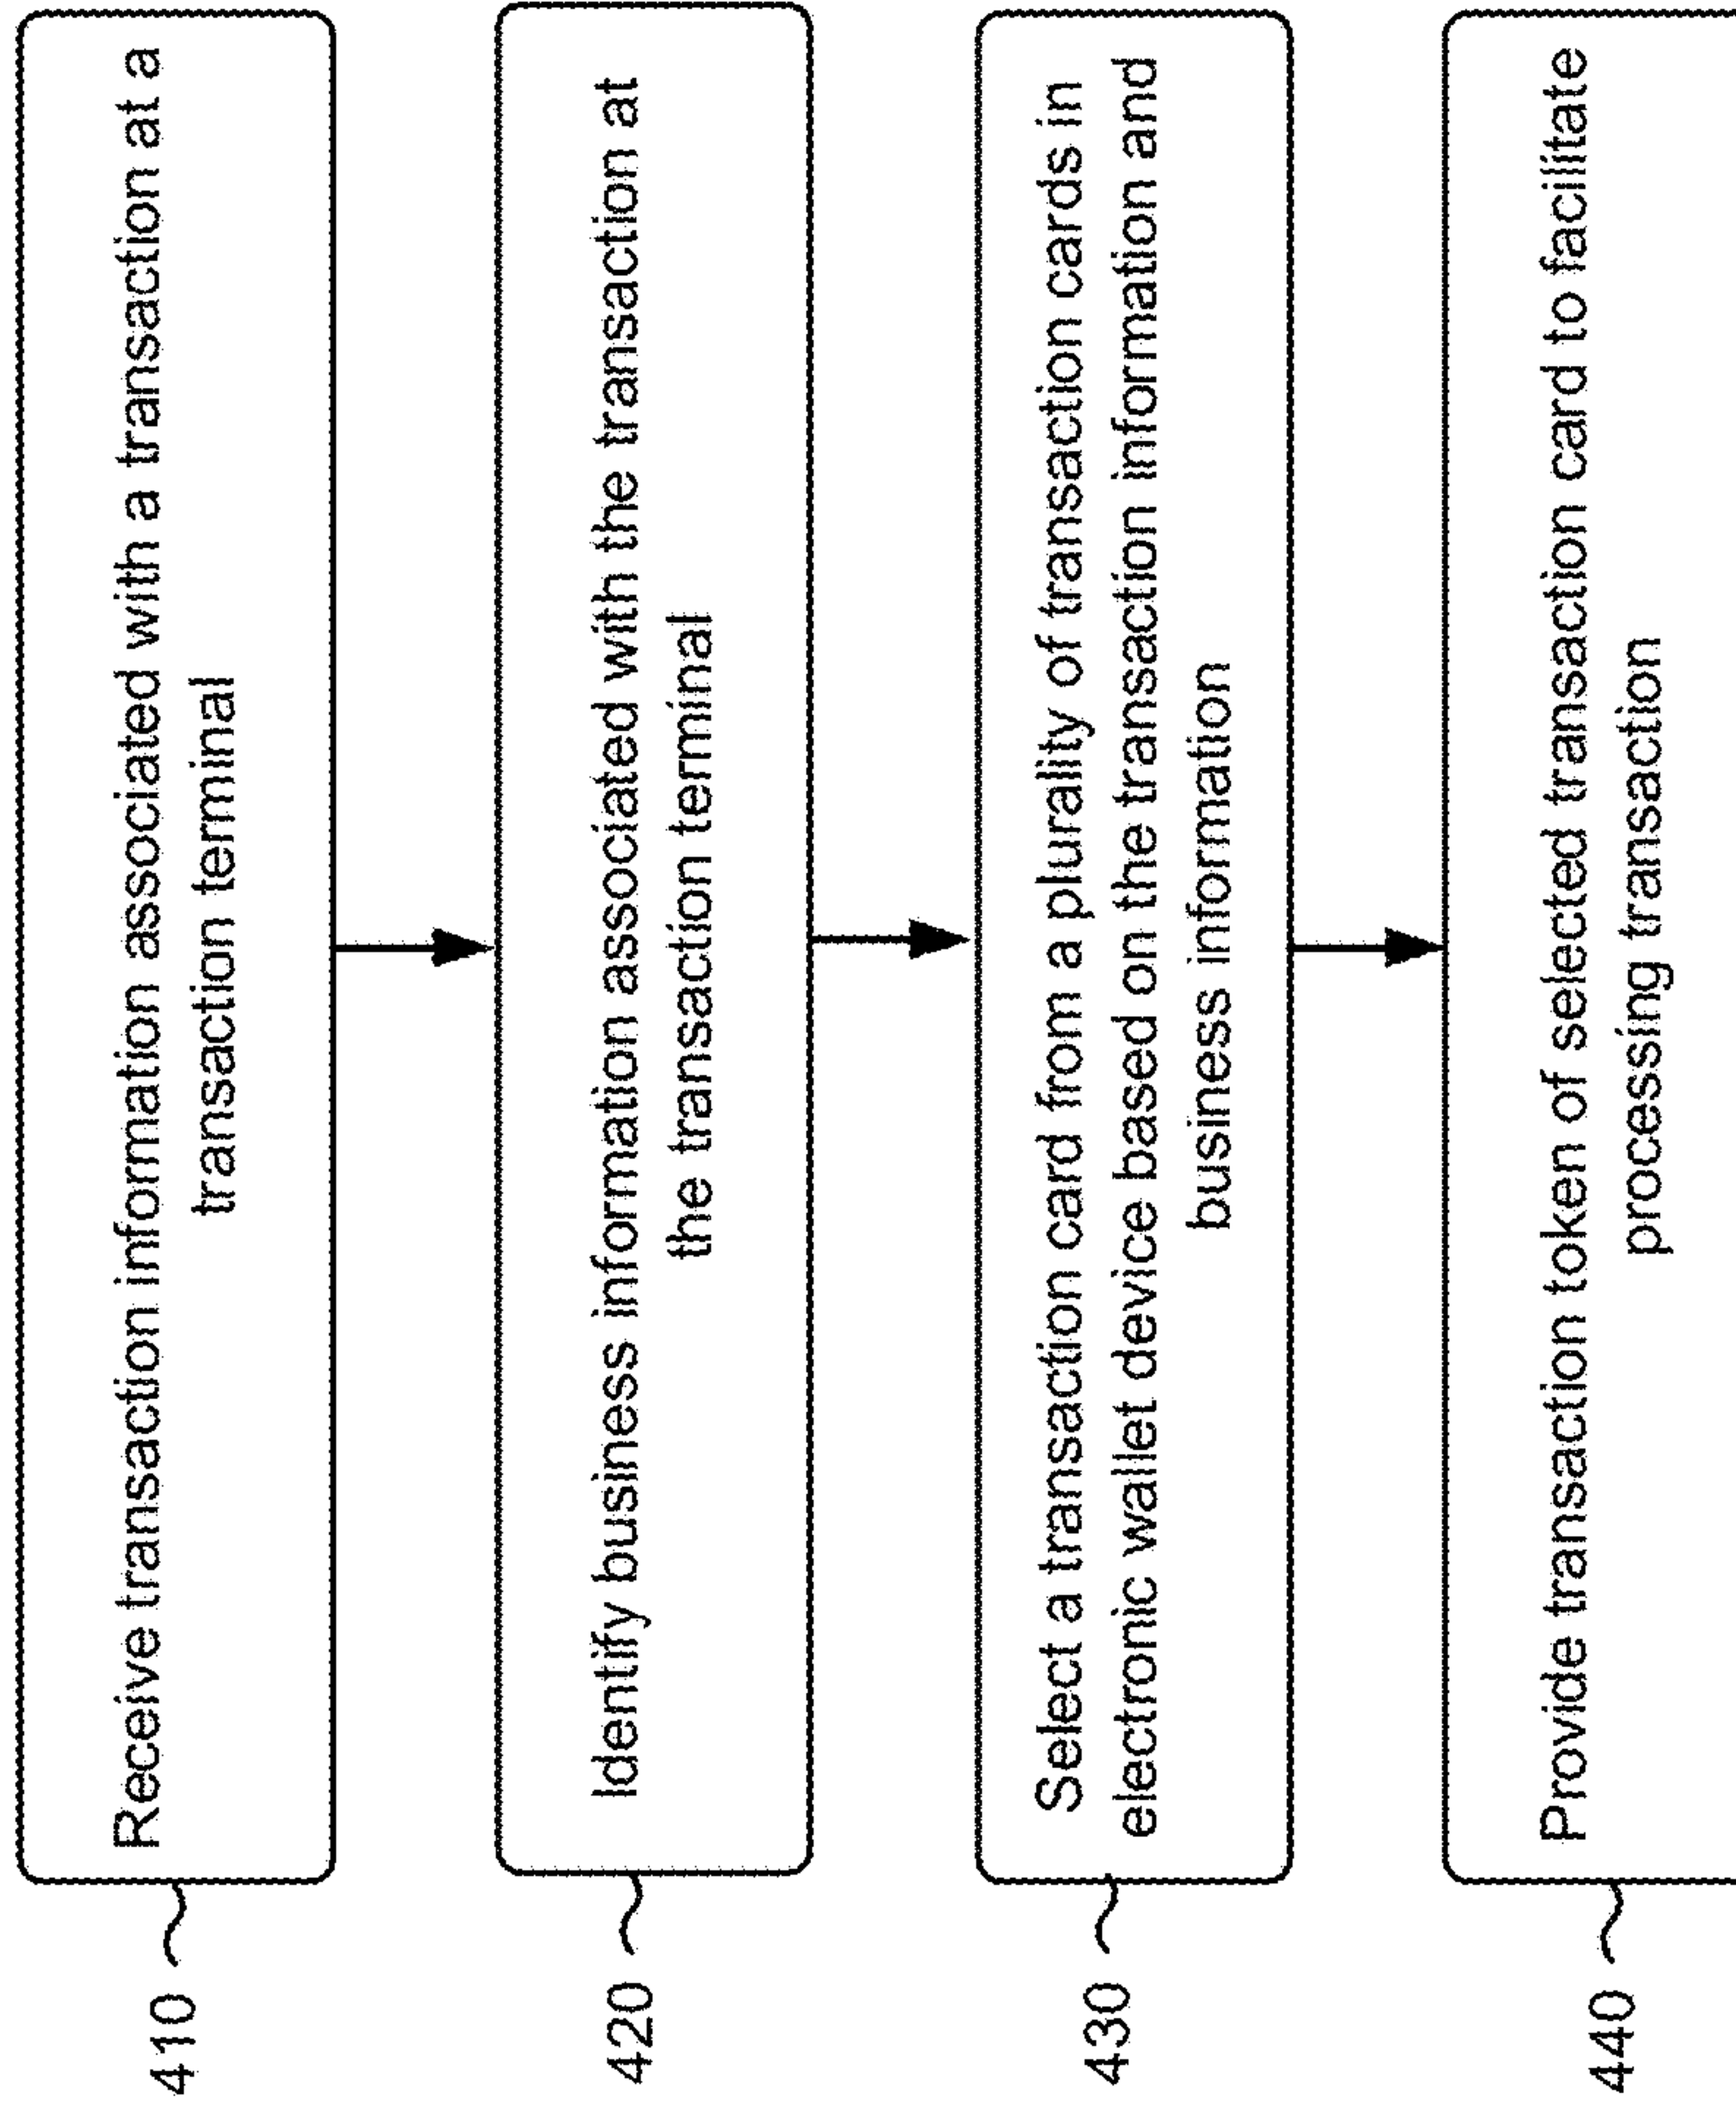 410
Receive transaction information associated with a transaction at a
transaction terminal
420
Identify business information associated with the transaction at
the transaction terminal
430
Select a transaction card from a plurality of transaction cards in
electronic wallet device based on the transaction information and
business information
440
Provide transaction token of selected transaction card to facilitate
processing transaction